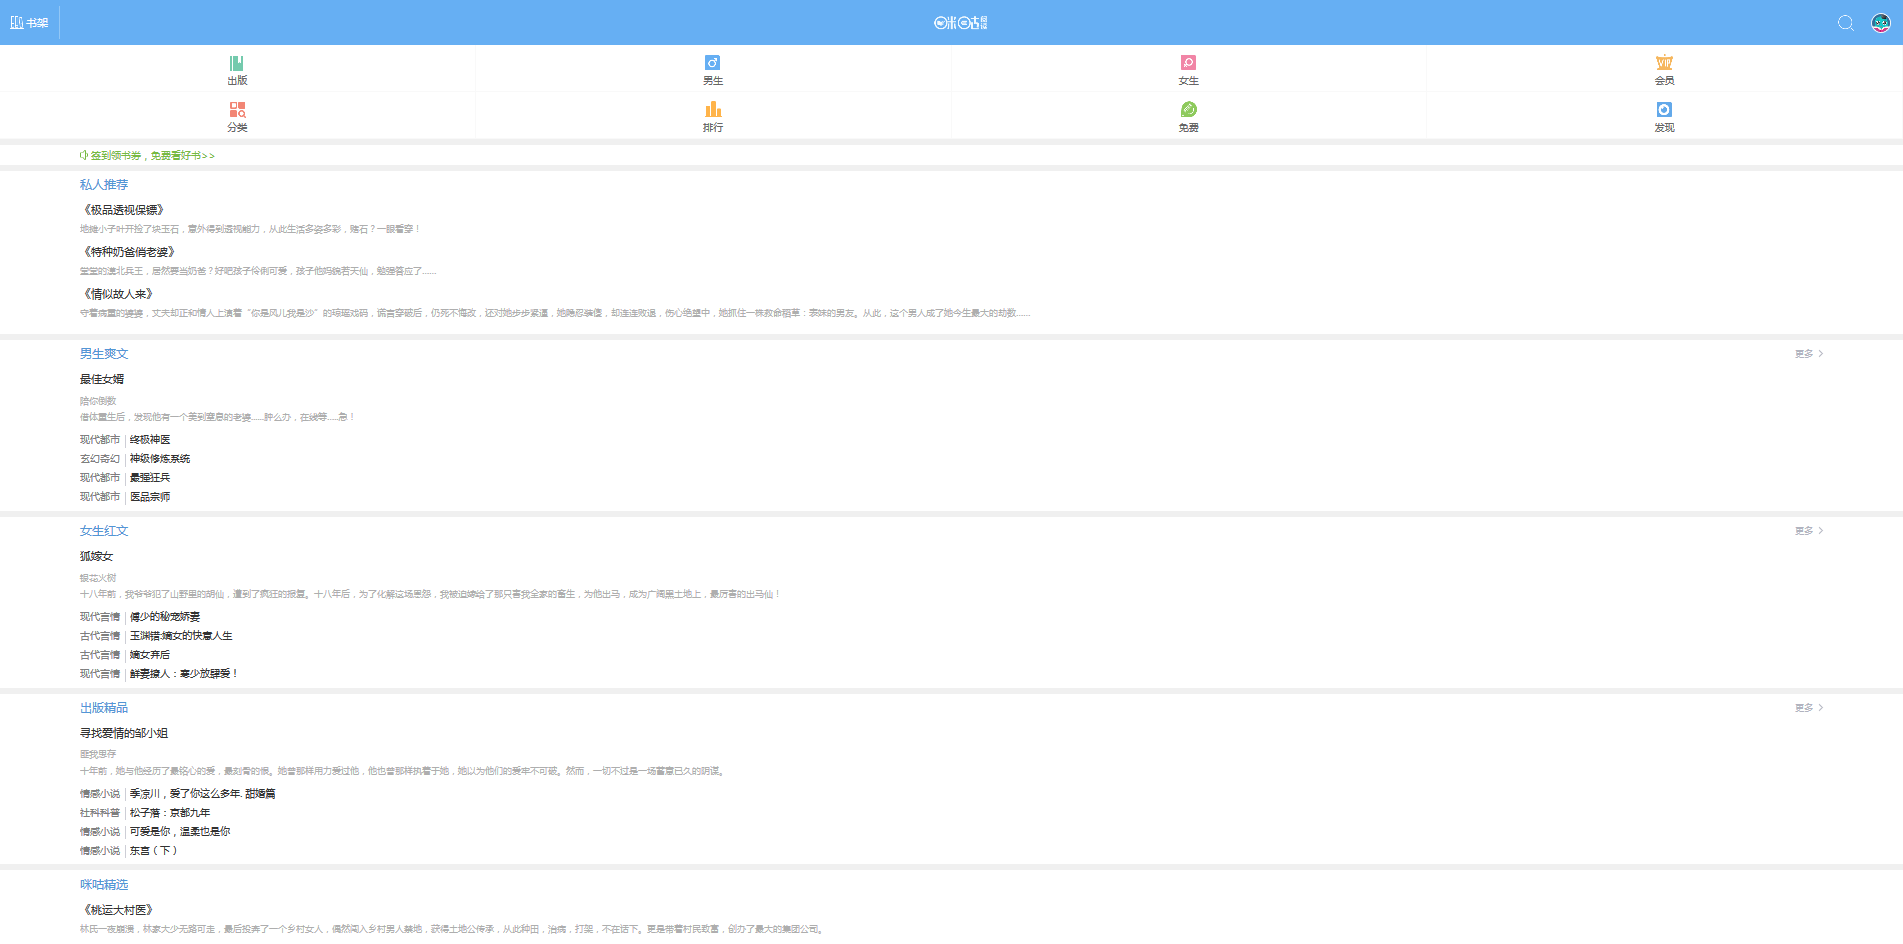 书架
咪咕阅读
出版
男生
女生
会员
分类
排行
免费
发现
签到领书券，免费看好书>>
私人推荐
《极品透视保镖》
地摊小子叶开捡了块玉石，意外得到透视能力，从此生活多姿多彩，赌石？一眼看穿！
《特种奶爸俏老婆》
堂堂的漠北兵王，居然要当奶爸？好吧孩子伶俐可爱，孩子他妈貌若天仙，勉强答应了......
《情似故人来》
守着病重的婆婆，丈夫却正和情人上演着“你是风儿我是沙”的琼瑶戏码，谎言穿破后，仍死不悔改，还对她步步紧逼，她隐忍装傻，却连连败退，伤心绝望中，她抓住一株救命稻草：表妹的男友。从此，这个男人成了她今生最大的劫数......
男生爽文
更多
最佳女婿
陪你倒数
借体重生后，发现他有一个美到窒息的老婆.....肿么办，在线等.....急！
现代都市 终极神医
玄幻奇幻 神级修炼系统
现代都市 最强狂兵
现代都市 医品宗师
女生红文
更多
狐嫁女
银花火树
十八年前，我爷爷犯了山野里的胡仙，遭到了疯狂的报复。十八年后，为了化解这场恩怨，我被迫嫁给了那只害我全家的畜生，为他出马，成为广阔黑土地上，最厉害的出马仙！
现代言情 傅少的秘宠娇妻
古代言情 玉渊错:嫡女的快意人生
古代言情 嫡女弃后
现代言情 鲜妻撩人：寒少放肆爱！
出版精品
更多
寻找爱情的邹小姐
匪我思存
十年前，她与他经历了最铭心的爱，最刻骨的恨。她曾那样用力爱过他，他也曾那样执着于她，她以为他们的爱牢不可破。然而，一切不过是一场蓄意已久的阴谋。
情感小说 季凉川，爱了你这么多年. 甜婚篇
社科科普 松子落：京都九年
情感小说 可爱是你，温柔也是你
情感小说 东宫（下）
咪咕精选
《桃运大村医》
林氏一夜崩溃，林家大少无路可走，最后投奔了一个乡村女人，偶然闯入乡村男人禁地，获得土地公传承，从此种田，治病，打架，不在话下。更是带着村民致富，创办了最大的集团公司。